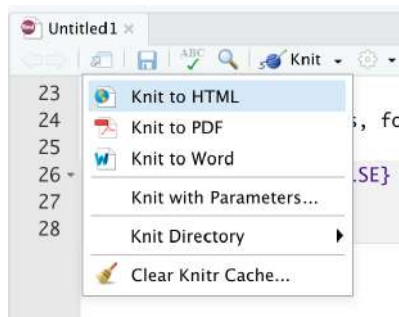 Untitled1
ABC Knit
23 Knit to HTML
24 Knit to PDF s, fo
25 Knit to Word
26 LSE}
27 Knit with Parameters...
28 Knit Directory
Clear Knitr Cache...